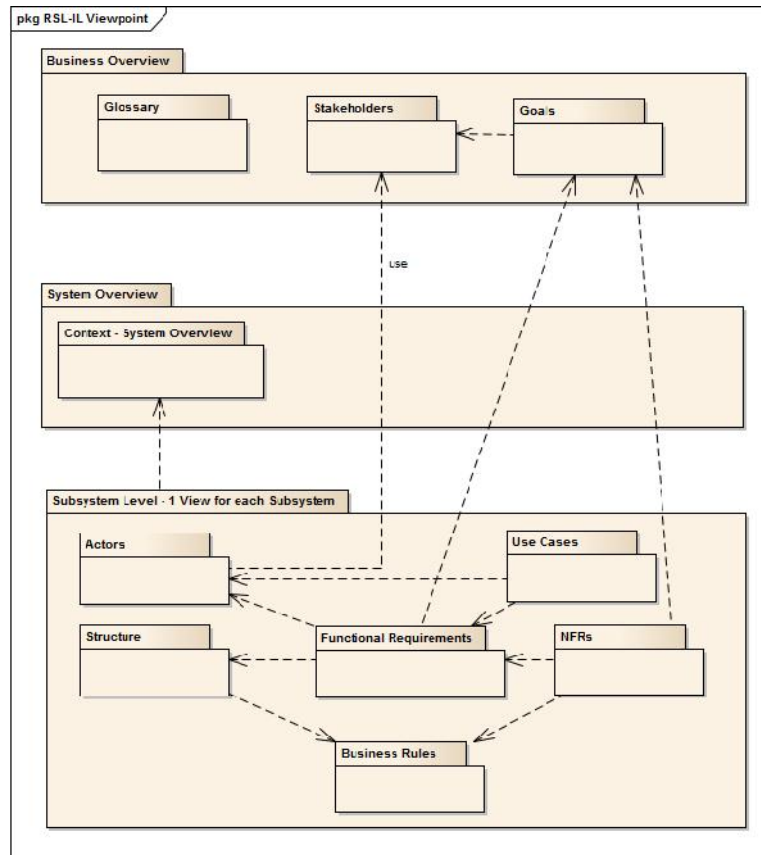 pkg RSL-IL Viewpoint
Business Overview
Glossary
Stakeholders
Goals
use
System Overview
Context - System Overview
Subsystem Level - 1 View for each Subsystem
Actors
Use Cases
Structure
Functional Requirements
NFRs
Business Rules